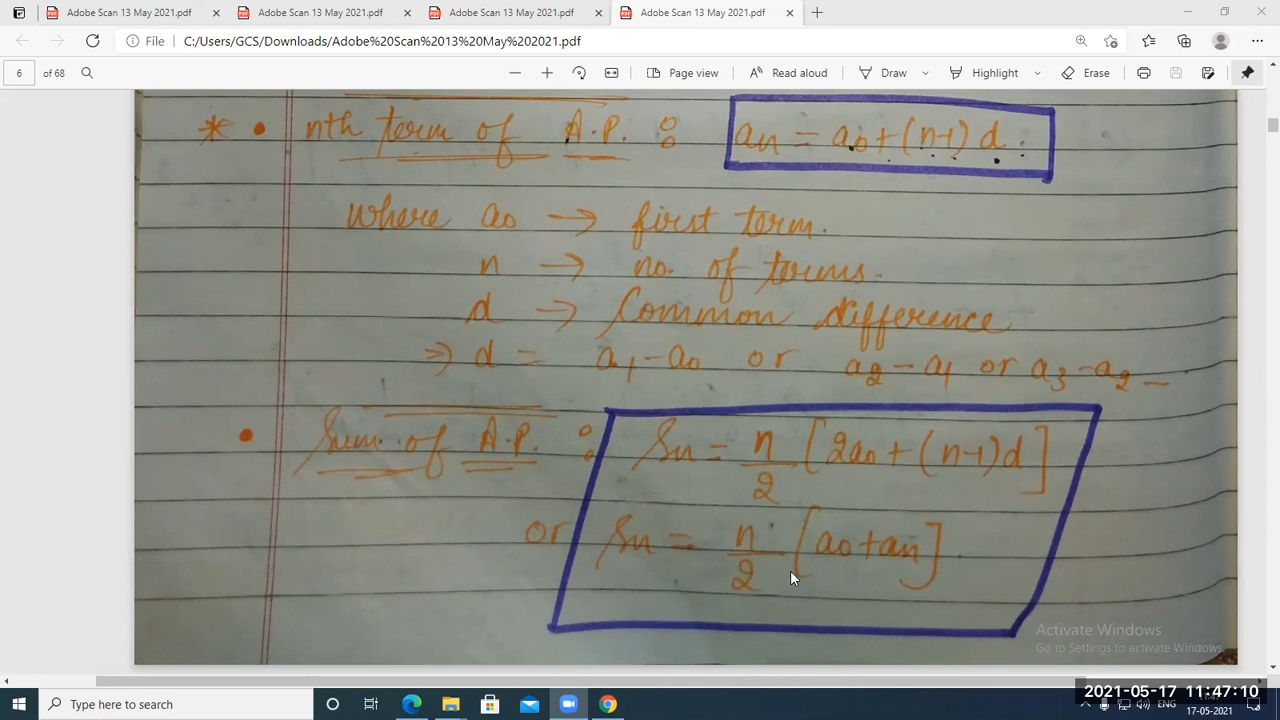 Adobe Scan 13 May 2021.pdf
Adobe Scan 13 May 2021.pdf
Adobe Scan 13 May 2021.pdf
Adobe Scan 13 May 2021.pdf
File C:/Users/GCS/Downloads/Adobe%20Scan%2013%20May%202021.pdf
6 of 68 Page view Read aloud Draw Highlight Erase
* • nth term of A.P. : an = a0 + (n-1) d.
where a0 → first term.
n → no. of terms.
d → Common difference
⇒ d = a1 - a0 or a2 - a1 or a3 - a2 –
• Sum of A.P. : Sn = n/2 [2a0 + (n-1)d]
or Sn = n/2 [a0 + an].
Activate Windows
Go to Settings to activate Windows.
Type here to search
2021-05-17 11:47:10
ENG
17-05-2021